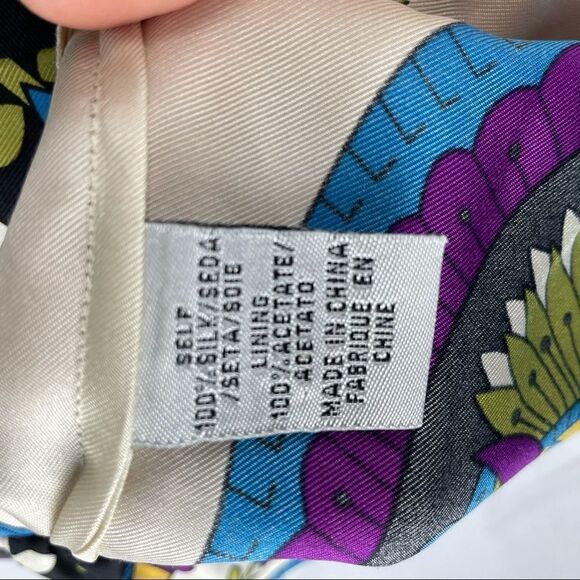 SELF
100% SILK/SEDA
/SETA/SOIE
LINING
100% ACETATE/
ACETATO
MADE IN CHINA
FABRIQUE EN
CHINE